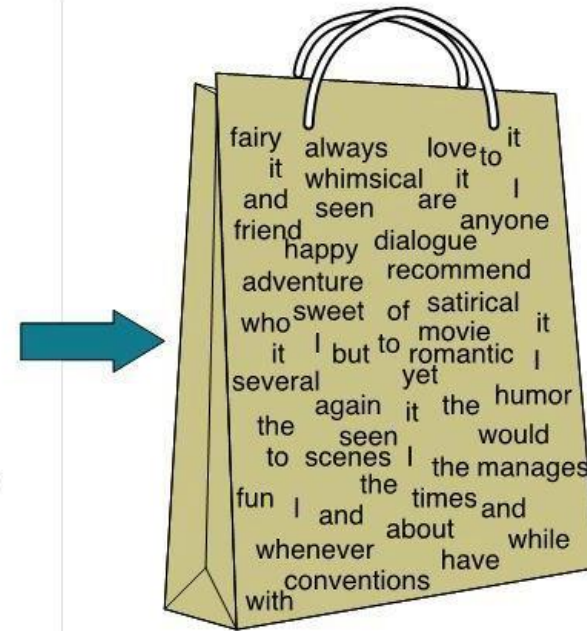 fairy always love to it
it whimsical it I
and seen are anyone
friend happy dialogue
adventure recommend
who sweet of satirical it
it I but to movie romantic I
several yet
again it the humor
the seen would
to scenes I the manages
fun I and the times and
whenever about while
conventions have
with